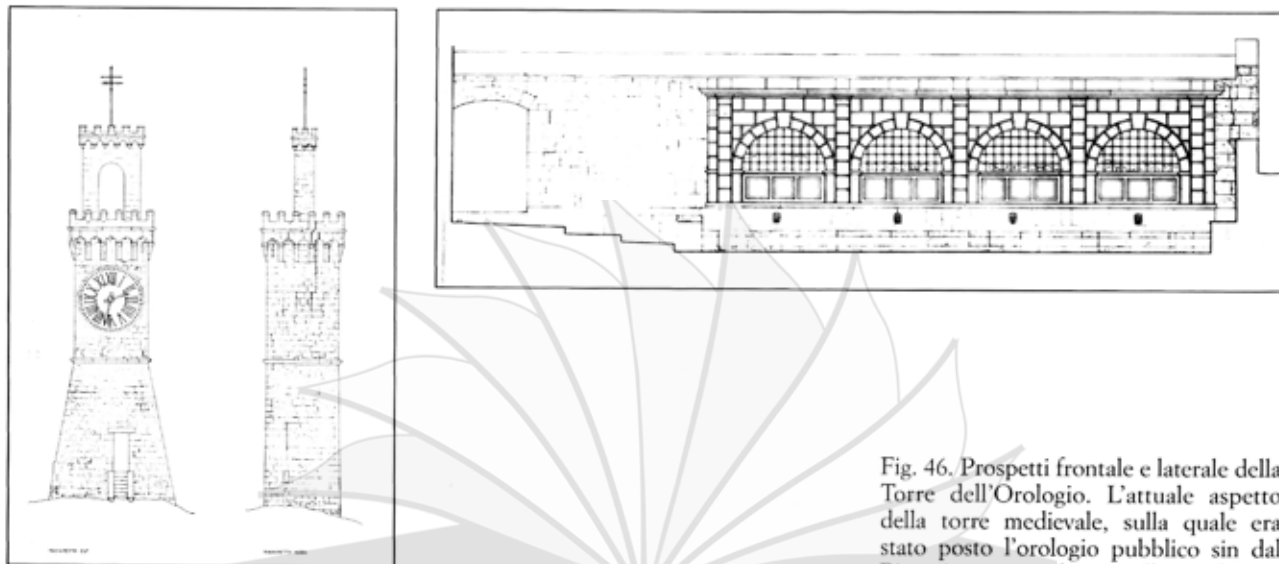 Fig. 46. Prospetti frontale e laterale della
Torre dell'Orologio. L'attuale aspetto
della torre medievale, sulla quale era
stato posto l'orologio pubblico sin dal